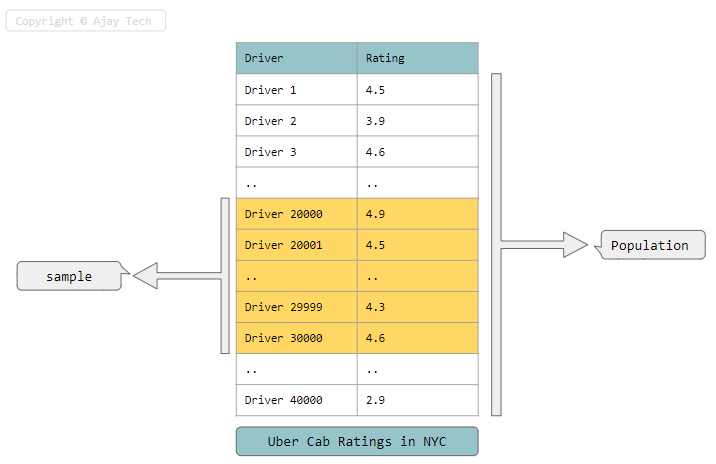 Copyright © Ajay Tech
Driver Rating
Driver 1 4.5
Driver 2 3.9
Driver 3 4.6
.. ..
Driver 20000 4.9
Driver 20001 4.5
.. ..
Driver 29999 4.3
Driver 30000 4.6
.. ..
Driver 40000 2.9
Population
sample
Uber Cab Ratings in NYC